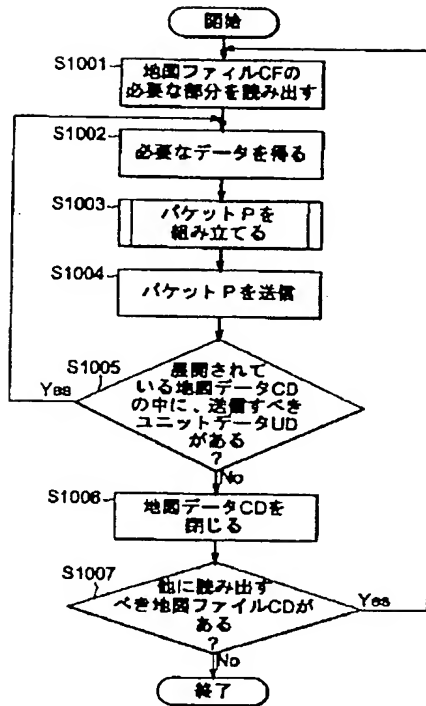 開始
S1001
地図ファイルCFの
必要な部分を読み出す
S1002
必要なデータを得る
S1003
パケットPを
組み立てる
S1004
パケットPを送信
S1005
展開されて
いる地図データCD
の中に、送信すべき
ユニットデータUD
がある
?
Yes
No
S1006
地図データCDを
閉じる
S1007
他に読み出す
べき地図ファイルCDが
ある
?
Yes
No
終了